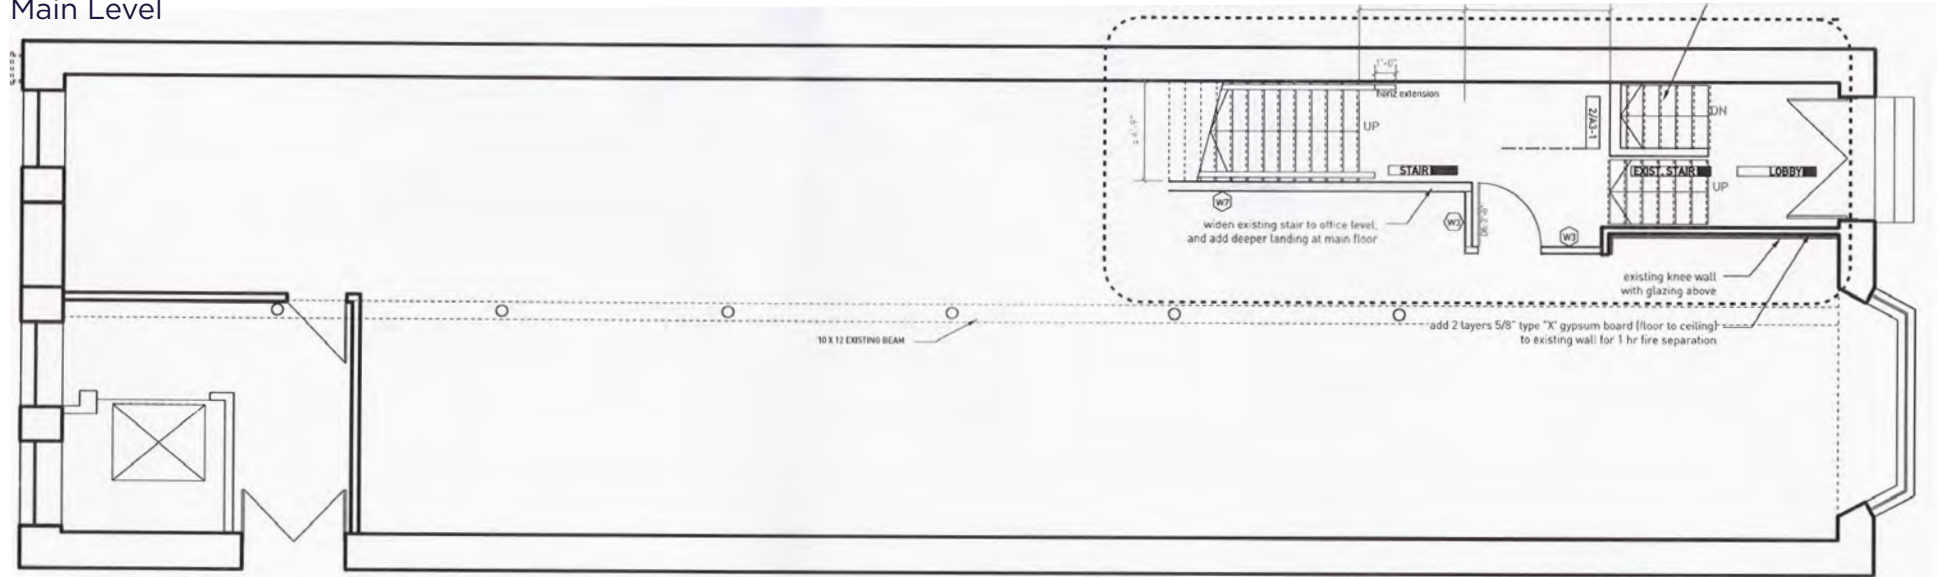 Main Level
1'-0"
horiz extension
UP
DN
2/A3-1
STAIR
EXIST. STAIR
LOBBY
UP
W7
W3
W3
widen existing stair to office level,
and add deeper landing at main floor
existing knee wall
with glazing above
10 X 12 EXISTING BEAM
add 2 layers 5/8" type "X" gypsum board (floor to ceiling)
to existing wall for 1 hr fire separation